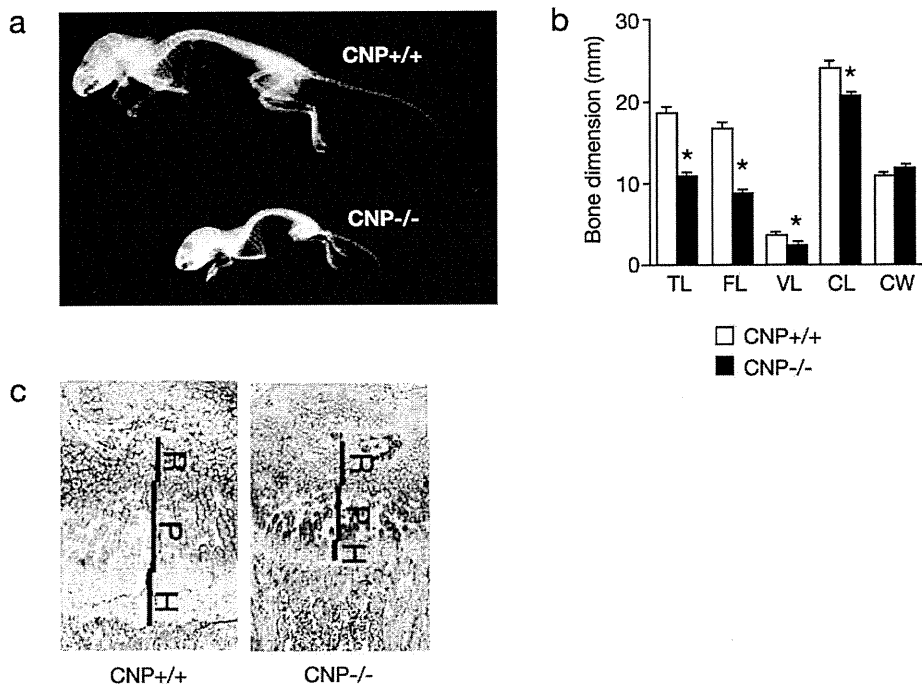 a
CNP+/+
CNP-/-
b
Bone dimension (mm)
30
20
10
0
*
*
*
*
TL FL VL CL CW
CNP+/+
CNP-/-
c
R
P
H
CNP+/+
R
P
H
CNP-/-